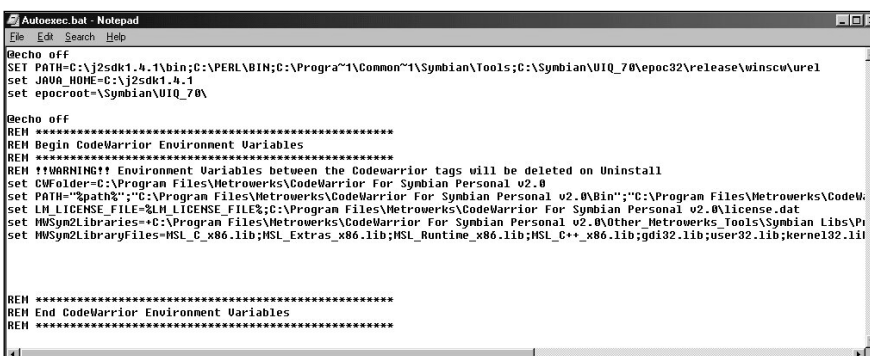 Autoexec.bat - Notepad
File Edit Search Help
@echo off
SET PATH=C:\j2sdk1.4.1\bin;C:\PERL\BIN;C:\Progra~1\Common~1\Symbian\Tools;C:\Symbian\UIQ_70\epoc32\release\winscw\urel
set JAVA_HOME=C:\j2sdk1.4.1
set epocroot=\Symbian\UIQ_70\
@echo off
REM ****************************************************
REM Begin CodeWarrior Environment Variables
REM ****************************************************
REM !!WARNING!! Environment Variables between the Codewarrior tags will be deleted on Uninstall
set CWFolder=C:\Program Files\Metrowerks\CodeWarrior For Symbian Personal v2.0
set PATH="%path%";"C:\Program Files\Metrowerks\CodeWarrior For Symbian Personal v2.0\Bin";"C:\Program Files\Metrowerks\CodeWa
set LM_LICENSE_FILE=%LM_LICENSE_FILE%;C:\Program Files\Metrowerks\CodeWarrior For Symbian Personal v2.0\license.dat
set MWSym2Libraries=+C:\Program Files\Metrowerks\CodeWarrior For Symbian Personal v2.0\Other_Metrowerks_Tools\Symbian Libs\Pr
set MWSym2LibraryFiles=MSL_C_x86.lib;MSL_Extras_x86.lib;MSL_Runtime_x86.lib;MSL_C++_x86.lib;gdi32.lib;user32.lib;kernel32.lib
REM ****************************************************
REM End CodeWarrior Environment Variables
REM ****************************************************